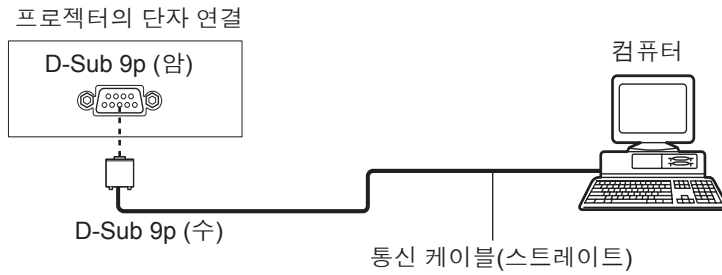 프로젝터의 단자 연결
D-Sub 9p (암)
컴퓨터
D-Sub 9p (수)
통신 케이블(스트레이트)